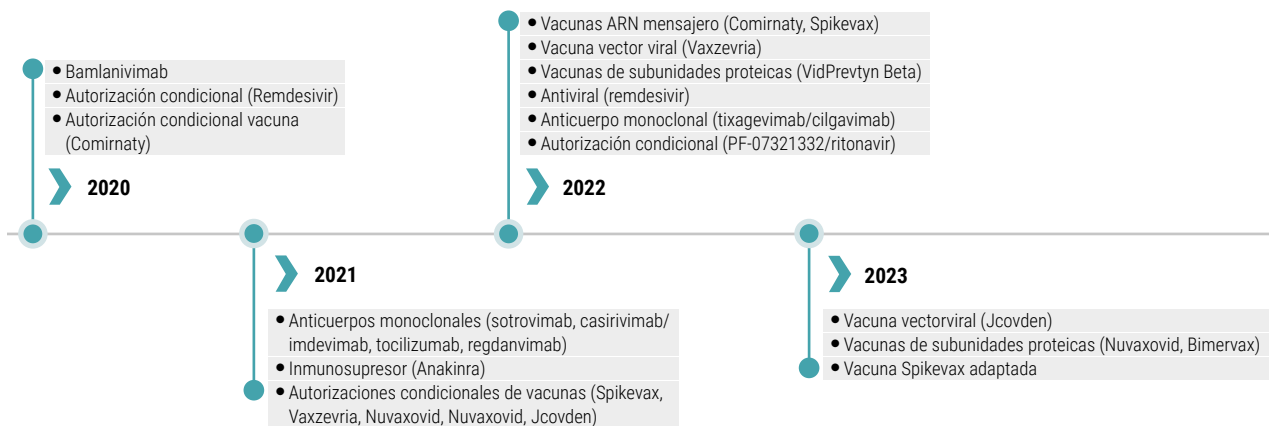 ● Bamlanivimab
● Autorización condicional (Remdesivir)
● Autorización condicional vacuna
(Comirnaty)
2020
2021
● Anticuerpos monoclonales (sotrovimab, casirivimab/
imdevimab, tocilizumab, regdanvimab)
● Inmunosupresor (Anakinra)
● Autorizaciones condicionales de vacunas (Spikevax,
Vaxzevria, Nuvaxovid, Nuvaxovid, Jcovden)
● Vacunas ARN mensajero (Comirnaty, Spikevax)
● Vacuna vector viral (Vaxzevria)
● Vacunas de subunidades proteicas (VidPrevtyn Beta)
● Antiviral (remdesivir)
● Anticuerpo monoclonal (tixagevimab/cilgavimab)
● Autorización condicional (PF-07321332/ritonavir)
2022
2023
● Vacuna vectorviral (Jcovden)
● Vacunas de subunidades proteicas (Nuvaxovid, Bimervax)
● Vacuna Spikevax adaptada